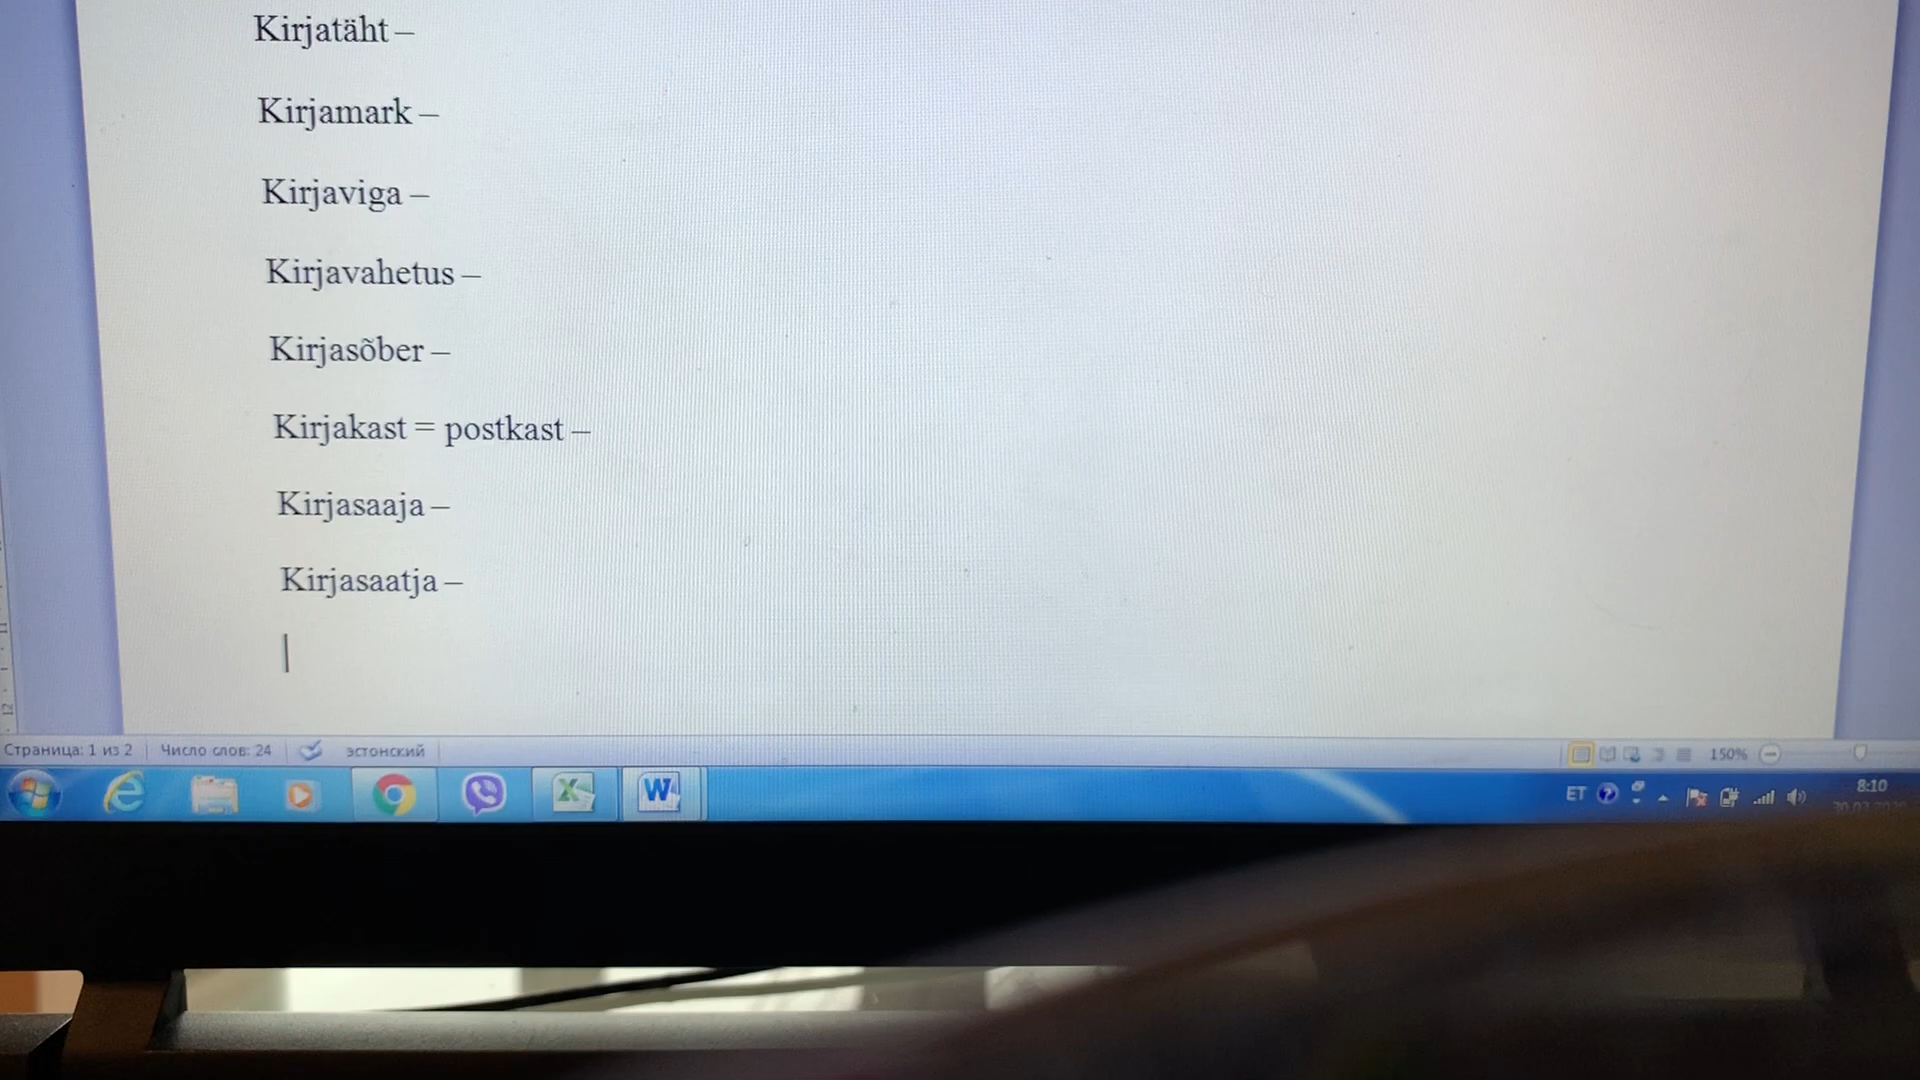 Kirjatäht –
Kirjamark –
Kirjaviga –
Kirjavahetus –
Kirjasõber –
Kirjakast = postkast –
Kirjasaaja –
Kirjasaatja –
Страница: 1 из 2 Число слов: 24 эстонский 150%
ET 8:10